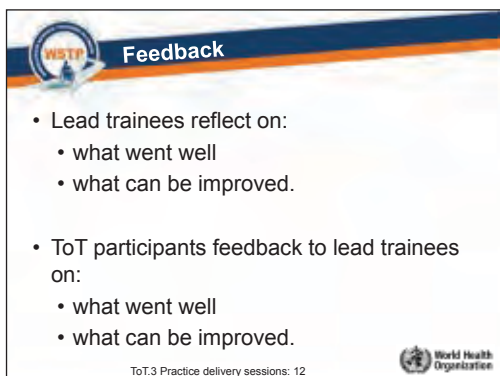 WSTP
Feedback
• Lead trainees reflect on:
• what went well
• what can be improved.
• ToT participants feedback to lead trainees
on:
• what went well
• what can be improved.
ToT.3 Practice delivery sessions: 12
World Health
Organization